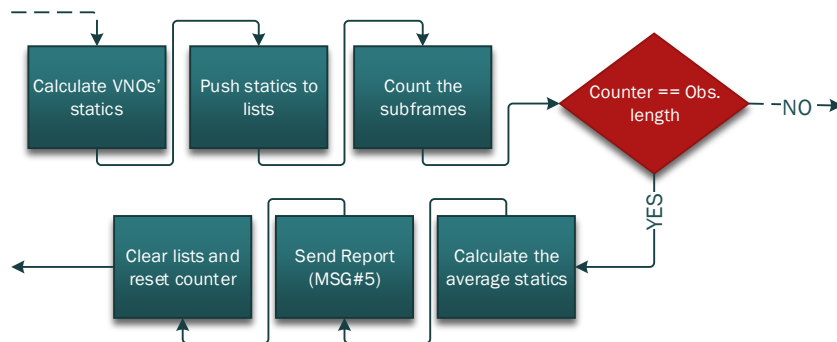 Calculate VNOs'
statics
Push statics to
lists
Count the
subframes
Counter == Obs.
length
NO
YES
Clear lists and
reset counter
Send Report
(MSG#5)
Calculate the
average statics